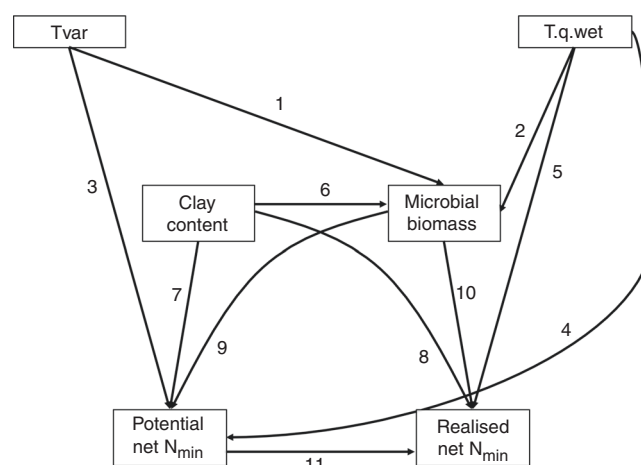 Tvar
T.q.wet
1
2
3
5
Clay
content
6
Microbial
biomass
7
10
9
8
4
Potential
net Nmin
Realised
net Nmin
11